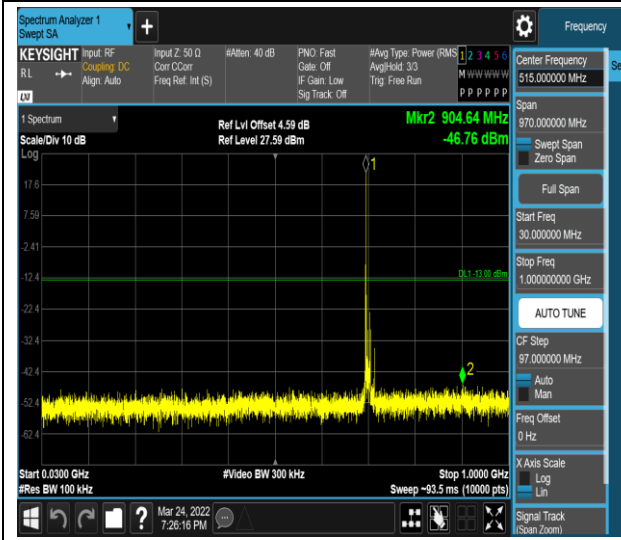 Spectrum Analyzer 1
Swept SA
Frequency
KEYSIGHT
RL
LXI
Input: RF
Coupling: DC
Align: Auto
Input Z: 50 Ω
Corr CCorr
Freq Ref: Int (S)
#Atten: 40 dB
PNO: Fast
Gate: Off
IF Gain: Low
Sig Track: Off
#Avg Type: Power (RMS
Avg|Hold: 3/3
Trig: Free Run
1 2 3 4 5 6
M W W W W W
P P P P P P
1 Spectrum
Scale/Div 10 dB
Log
Ref Lvl Offset 4.59 dB
Ref Level 27.59 dBm
Mkr2 904.64 MHz
-46.76 dBm
1
17.6
7.59
-2.41
-12.4
DL1 -13.00 dBm
-22.4
-32.4
-42.4
2
-52.4
-62.4
Start 0.0300 GHz
#Res BW 100 kHz
#Video BW 300 kHz
Stop 1.0000 GHz
Sweep ~93.5 ms (10000 pts)
?
Mar 24, 2022
7:26:16 PM
Center Frequency
515.000000 MHz
Se
Span
970.000000 MHz
Swept Span
Zero Span
Full Span
Start Freq
30.000000 MHz
Stop Freq
1.000000000 GHz
AUTO TUNE
CF Step
97.000000 MHz
Auto
Man
Freq Offset
0 Hz
X Axis Scale
Log
Lin
Signal Track
(Span Zoom)